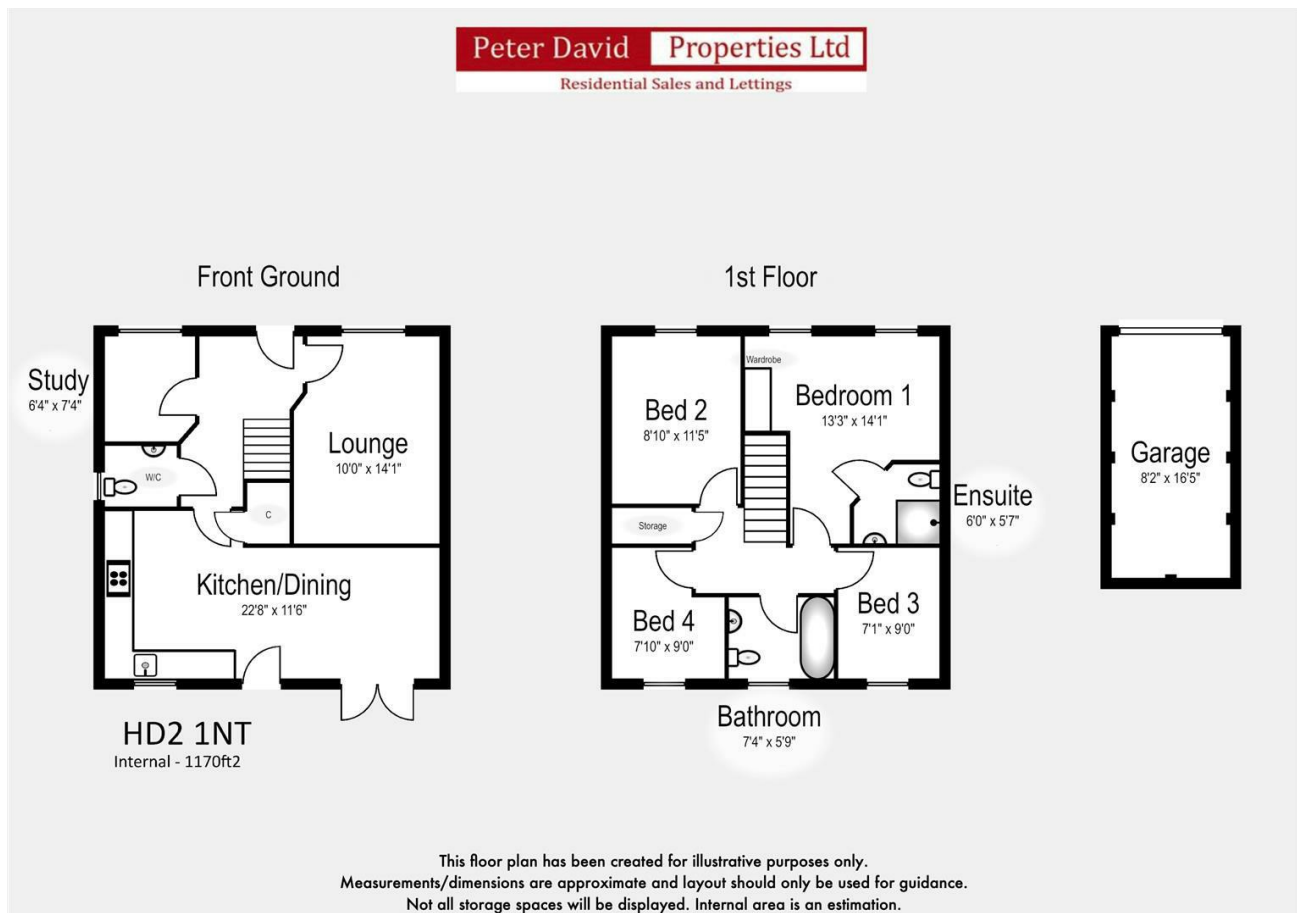 Peter David Properties Ltd
Residential Sales and Lettings
Front Ground
1st Floor
Study
6'4" x 7'4"
Lounge
10'0" x 14'1"
W/C
C
Kitchen/Dining
22'8" x 11'6"
HD2 1NT
Internal - 1170ft2
Wardrobe
Bed 2
8'10" x 11'5"
Bedroom 1
13'3" x 14'1"
Ensuite
6'0" x 5'7"
Storage
Bed 4
7'10" x 9'0"
Bed 3
7'1" x 9'0"
Bathroom
7'4" x 5'9"
Garage
8'2" x 16'5"
This floor plan has been created for illustrative purposes only.
Measurements/dimensions are approximate and layout should only be used for guidance.
Not all storage spaces will be displayed. Internal area is an estimation.